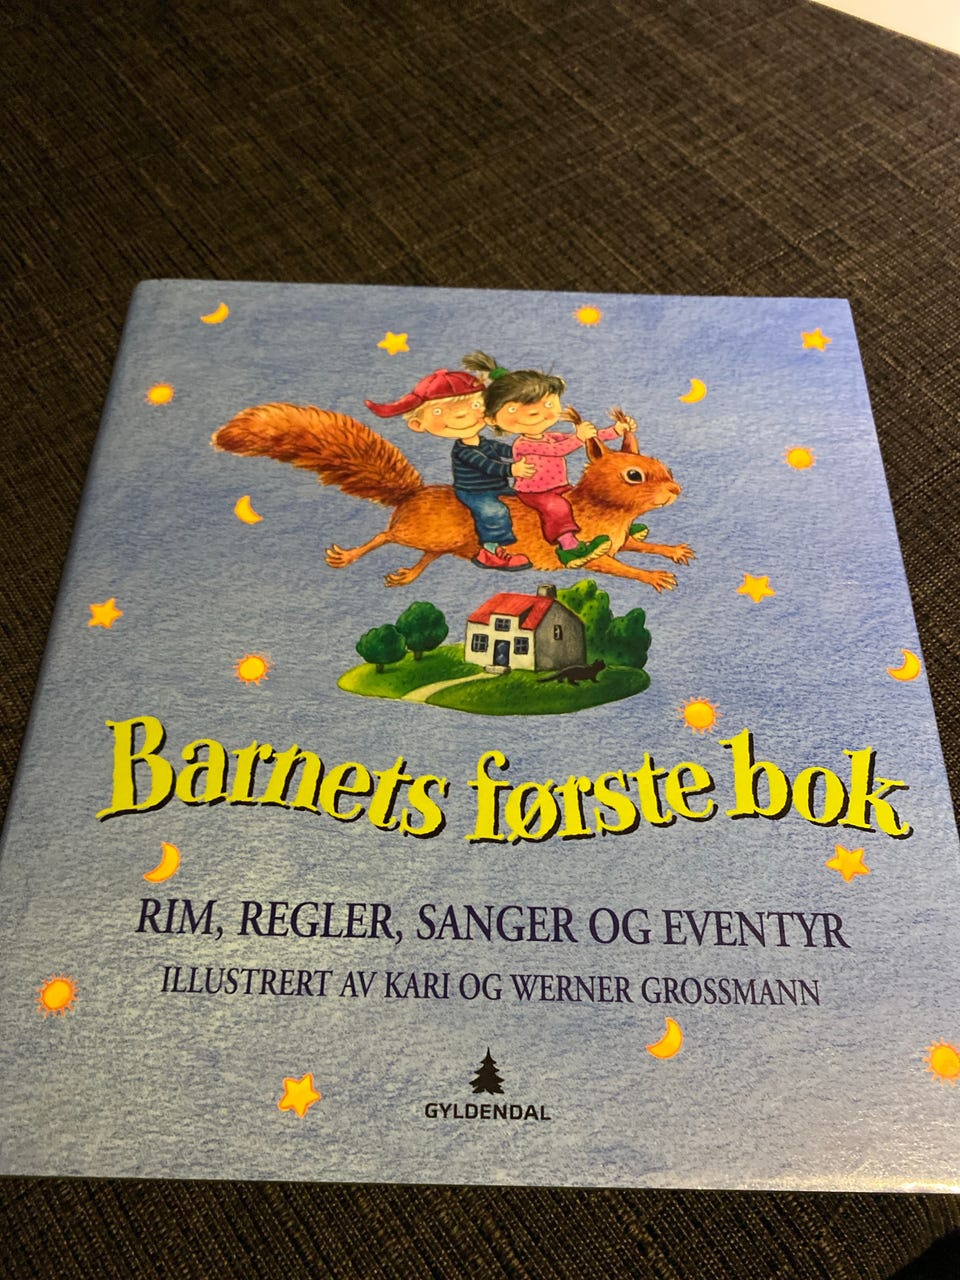 Barnets første bok
RIM, REGLER, SANGER OG EVENTYR
ILLUSTRERT AV KARI OG WERNER GROSSMANN
GYLDENDAL